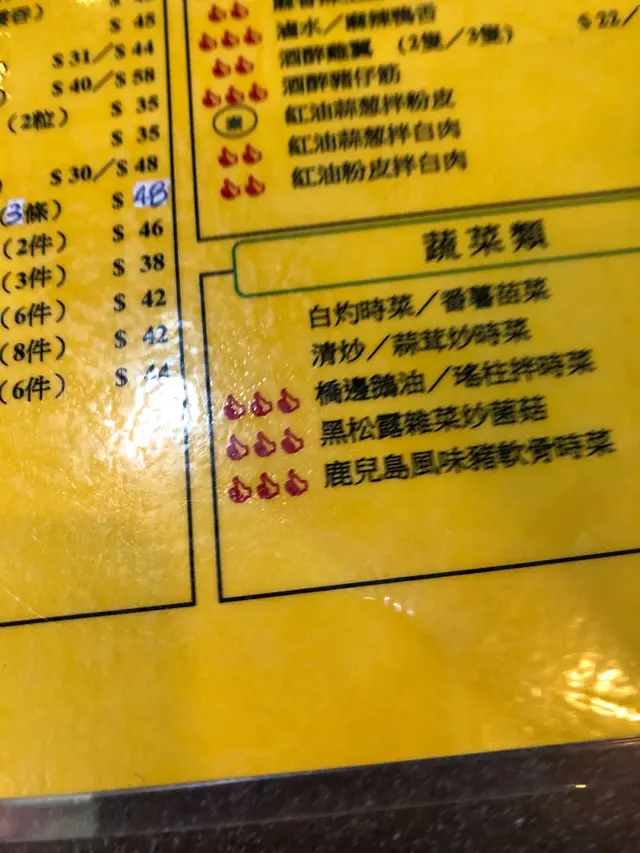 $ 45
$ 31／$ 44
$ 40／$ 58
(2粒) $ 35
$ 35
$ 30／$ 48
(3條) $ 48
(2件) $ 46
(3件) $ 38
(6件) $ 42
(8件) $ 42
(6件) $ 44
滷水／麻辣鴨舌 $ 22／
酒醉雞翼 (2隻／3隻)
酒醉豬仔筋
紅油蒜葱拌粉皮
紅油蒜葱拌白肉
紅油粉皮拌白肉
蔬菜類
白灼時菜／番薯苗菜
清炒／蒜茸炒時菜
橋邊鵝油／瑤柱拌時菜
黑松露雜菜炒菌菇
鹿兒島風味豬軟骨時菜